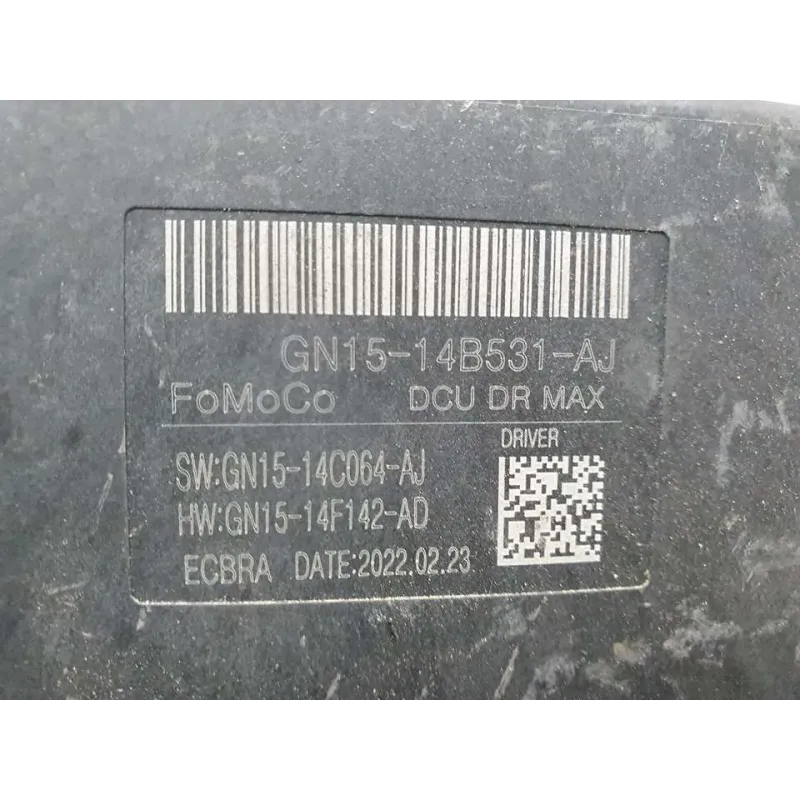 GN15-14B531-AJ
FoMoCo DCU DR MAX
DRIVER
SW:GN15-14C064-AJ
HW:GN15-14F142-AD
ECBRA DATE:2022.02.23